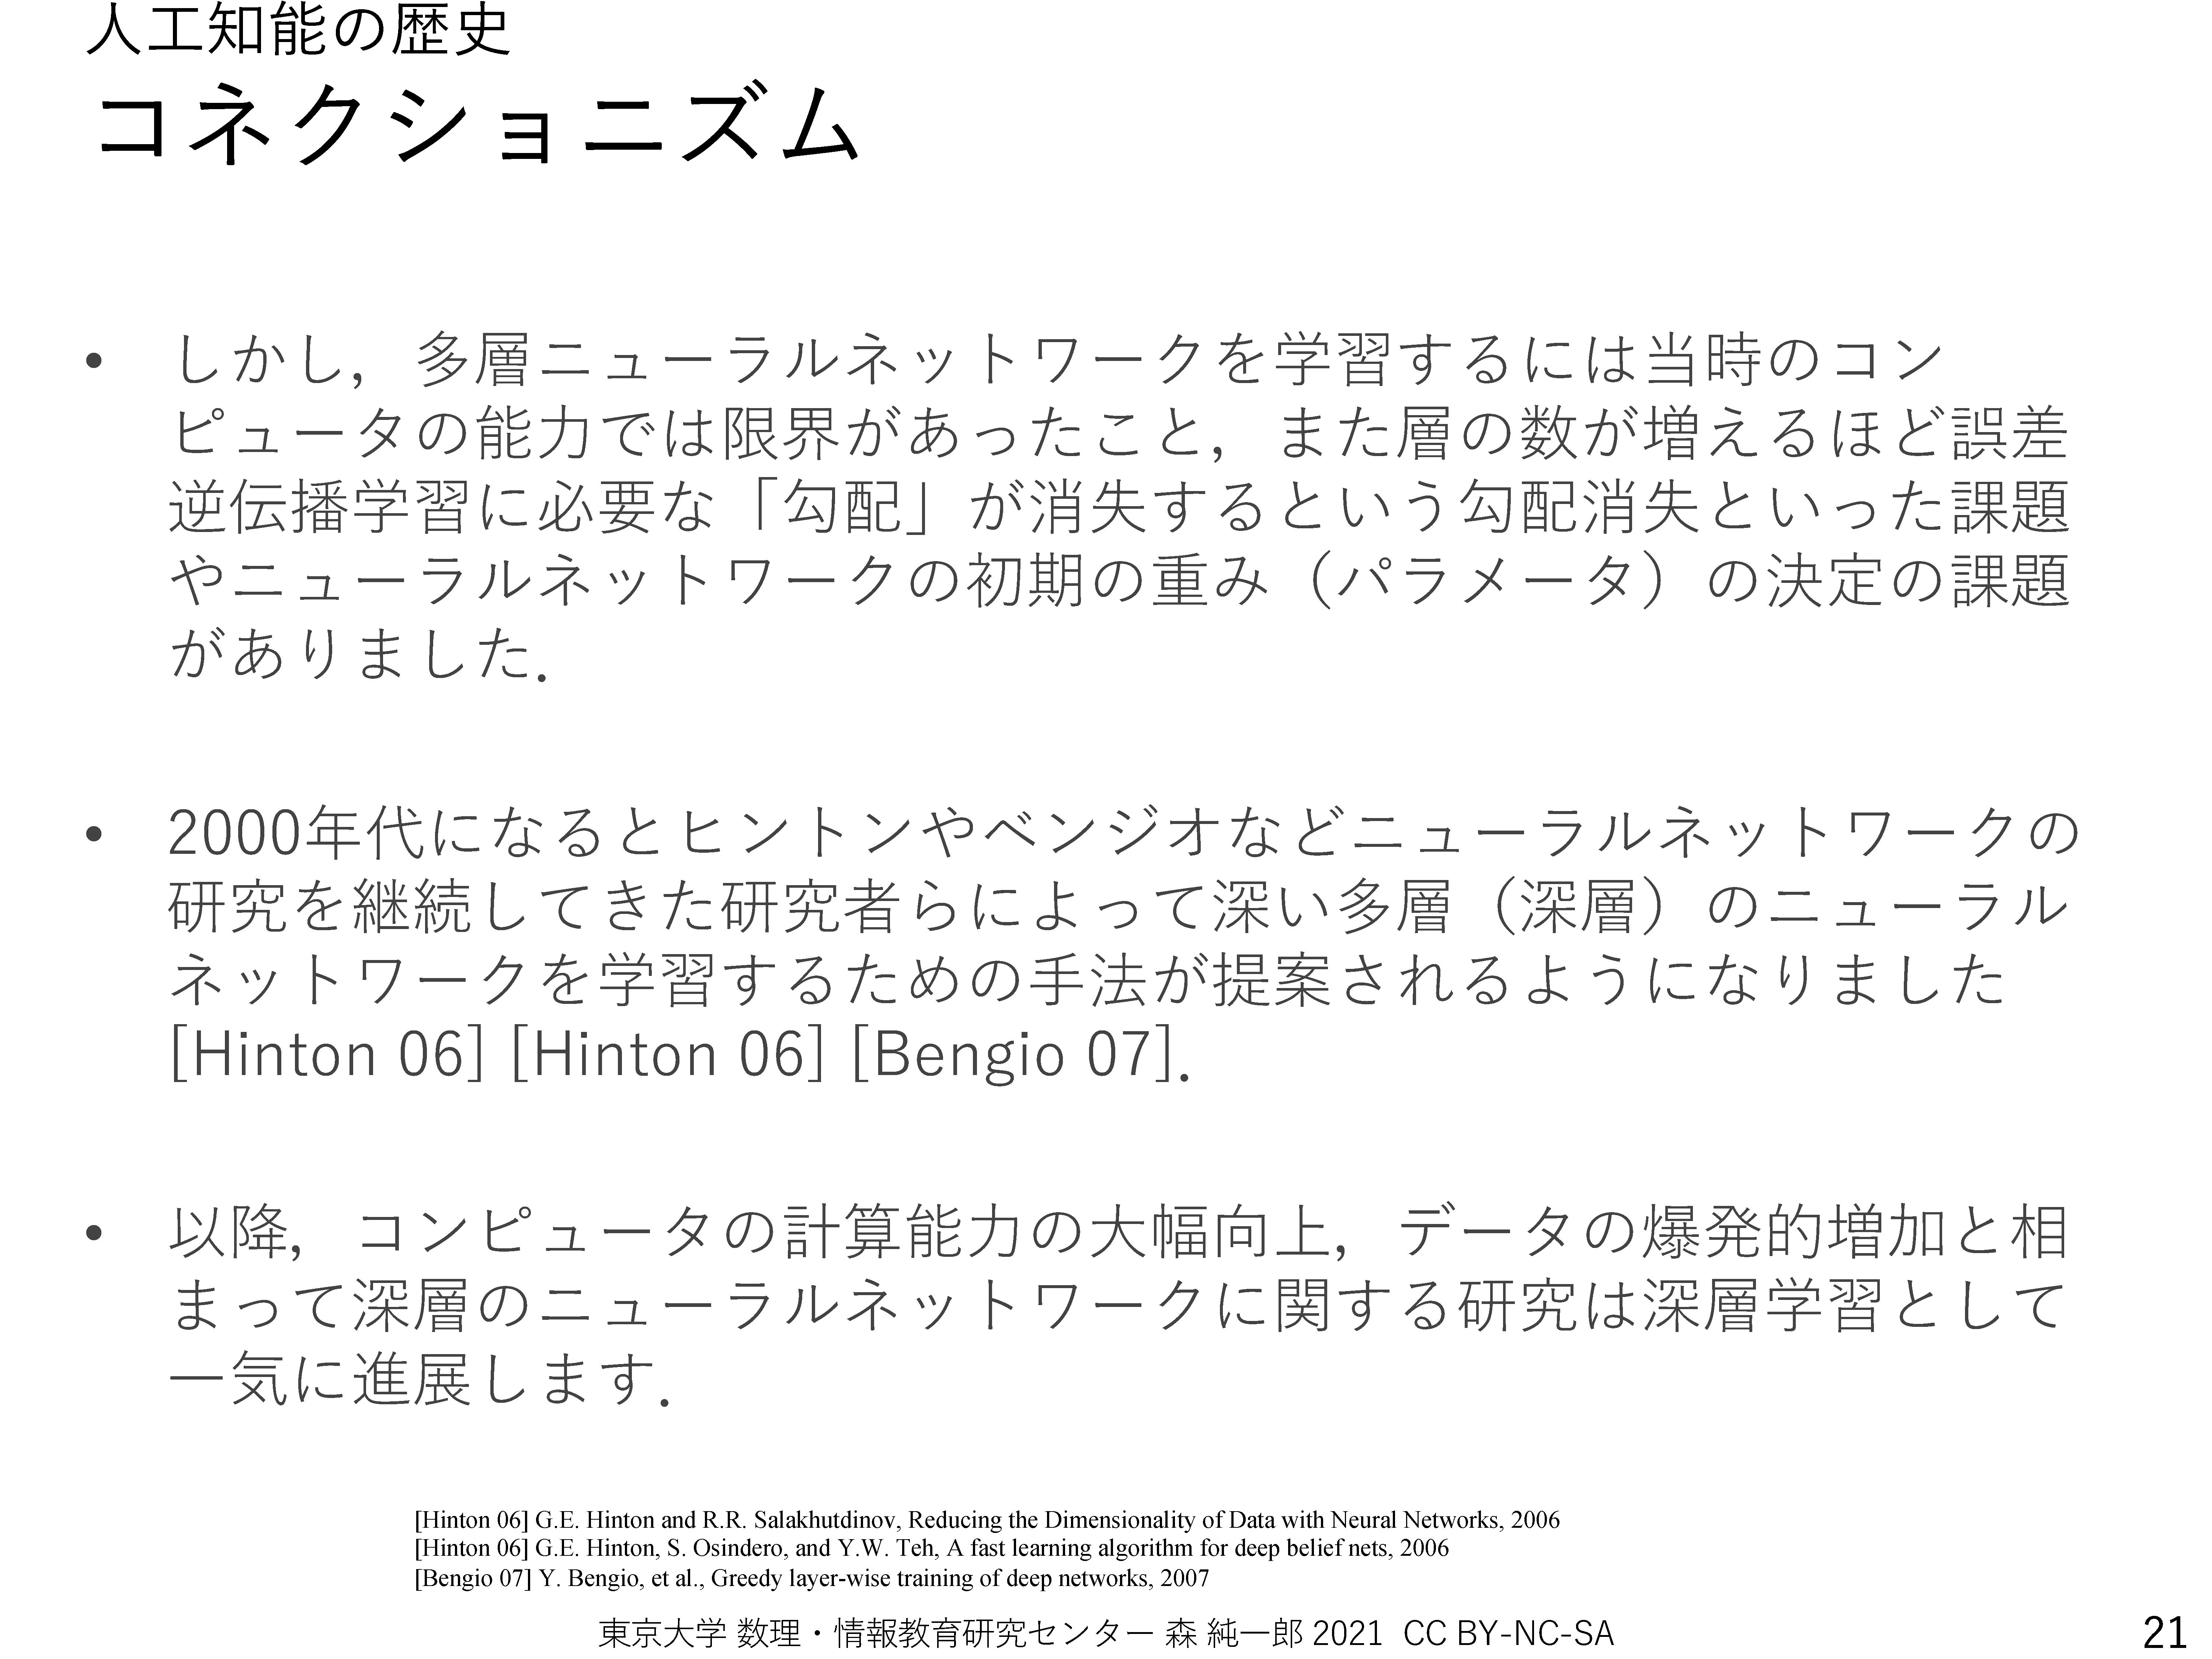 人工知能の歴史
コネクショニズム
• しかし，多層ニューラルネットワークを学習するには当時のコン
ピュータの能力では限界があったこと，また層の数が増えるほど誤差
逆伝播学習に必要な「勾配」が消失するという勾配消失といった課題
やニューラルネットワークの初期の重み（パラメータ）の決定の課題
がありました．
• 2000年代になるとヒントンやベンジオなどニューラルネットワークの
研究を継続してきた研究者らによって深い多層（深層）のニューラル
ネットワークを学習するための手法が提案されるようになりました
[Hinton 06] [Hinton 06] [Bengio 07]．
• 以降， コンピュータの計算能力の大幅向上， データの爆発的増加と相
まって深層のニューラルネットワークに関する研究は深層学習として
一気に進展します．
[Hinton 06] G.E. Hinton and R.R. Salakhutdinov, Reducing the Dimensionality of Data with Neural Networks, 2006
[Hinton 06] G.E. Hinton, S. Osindero, and Y.W. Teh, A fast learning algorithm for deep belief nets, 2006
[Bengio 07] Y. Bengio, et al., Greedy layer-wise training of deep networks, 2007
東京大学 数理・情報教育研究センター 森 純一郎 2021 CC BY-NC-SA
21